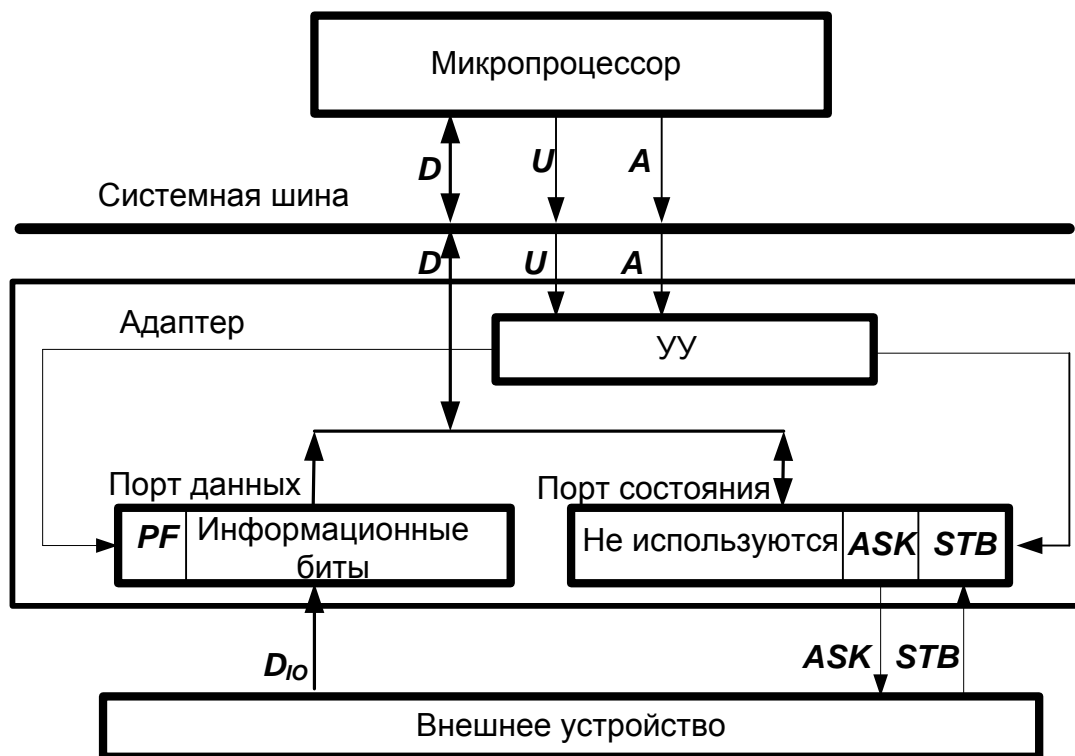 Микропроцессор
D U A
Системная шина
D U A
Адаптер
УУ
Порт данных
Порт состояния
PF Информационные биты
Не используются ASK STB
D_IO
ASK STB
Внешнее устройство